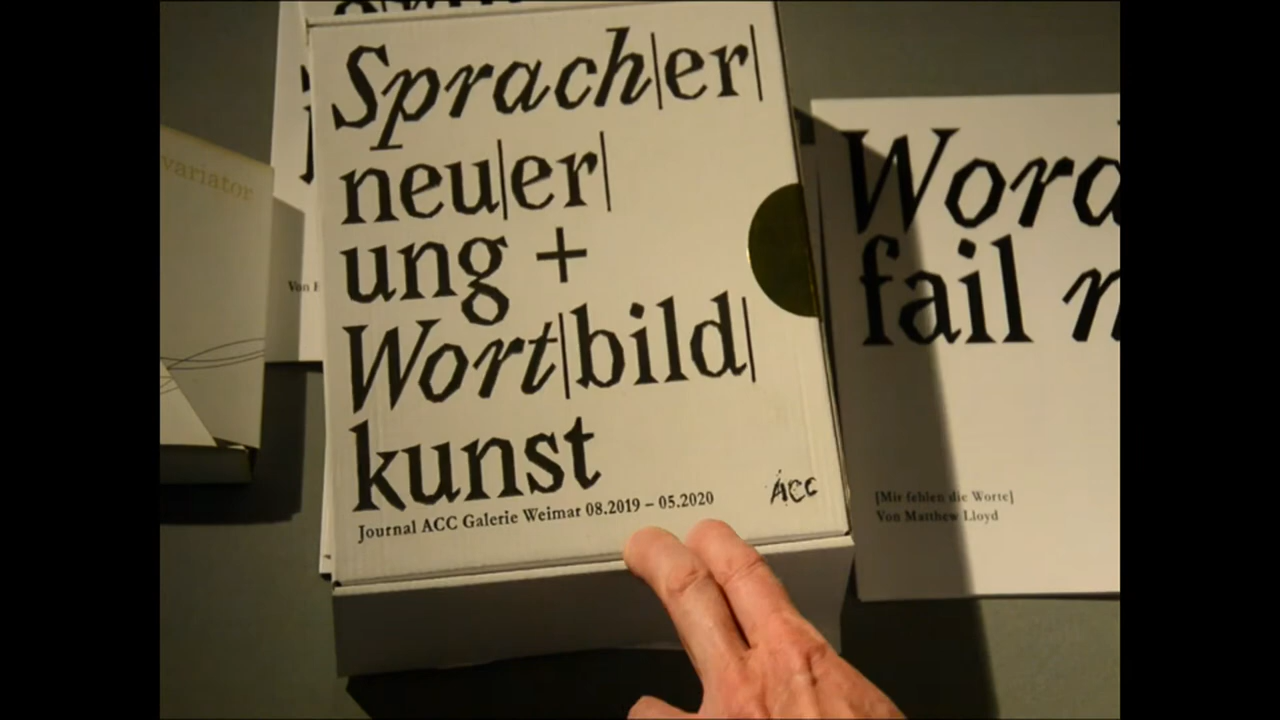 variator
Von
Sprach|er|
neu|er|
ung +
Wort|bild|
kunst
Journal ACC Galerie Weimar 08.2019 – 05.2020
ACC
Word
fail
[Mir fehlen die Worte]
Von Matthew Lloyd